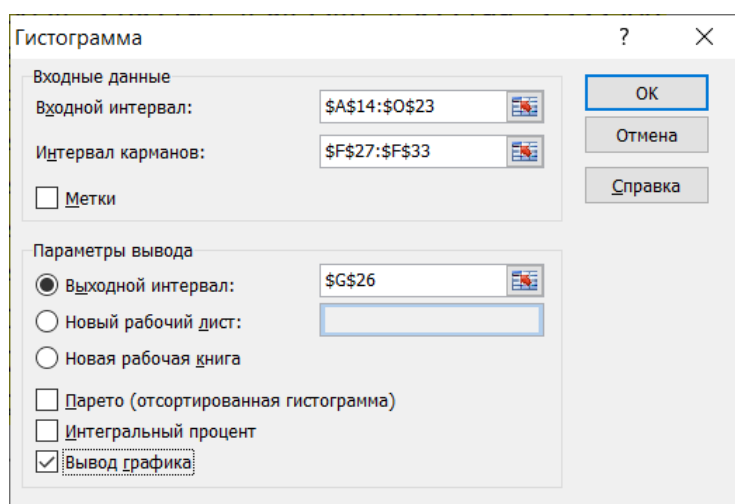 Гистограмма
?
Входные данные
Входной интервал:
$A$14:$O$23
OK
Интервал карманов:
$F$27:$F$33
Отмена
Метки
Справка
Параметры вывода
Выходной интервал:
$G$26
Новый рабочий лист:
Новая рабочая книга
Парето (отсортированная гистограмма)
Интегральный процент
Вывод графика